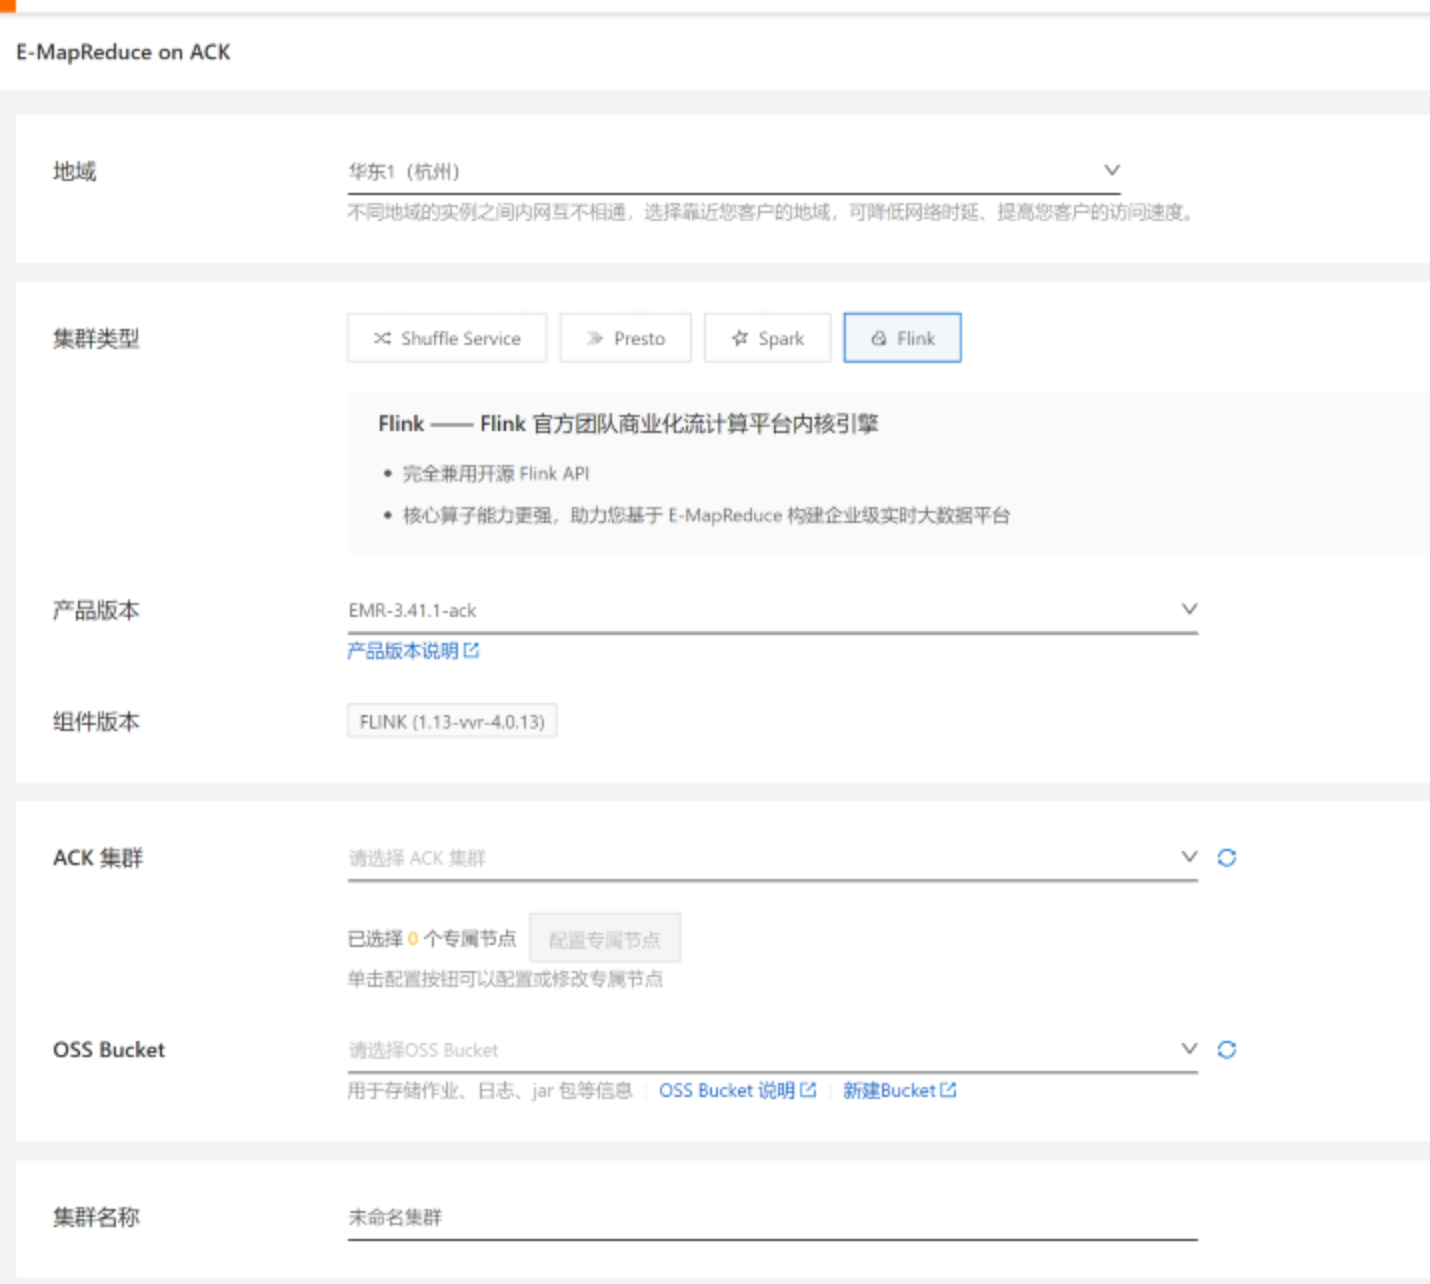 E-MapReduce on ACK
地域
华东1（杭州）
不同地域的实例之间内网互不相通，选择靠近您客户的地域，可降低网络时延、提高您客户的访问速度。
集群类型
Shuffle Service
Presto
Spark
Flink
Flink —— Flink 官方团队商业化流计算平台内核引擎
• 完全兼用开源 Flink API
• 核心算子能力更强，助力您基于 E-MapReduce 构建企业级实时大数据平台
产品版本
EMR-3.41.1-ack
产品版本说明
组件版本
FLINK (1.13-vvr-4.0.13)
ACK 集群
请选择 ACK 集群
已选择 0 个专属节点
配置专属节点
单击配置按钮可以配置或修改专属节点
OSS Bucket
请选择OSS Bucket
用于存储作业、日志、jar 包等信息 OSS Bucket 说明 新建Bucket
集群名称
未命名集群